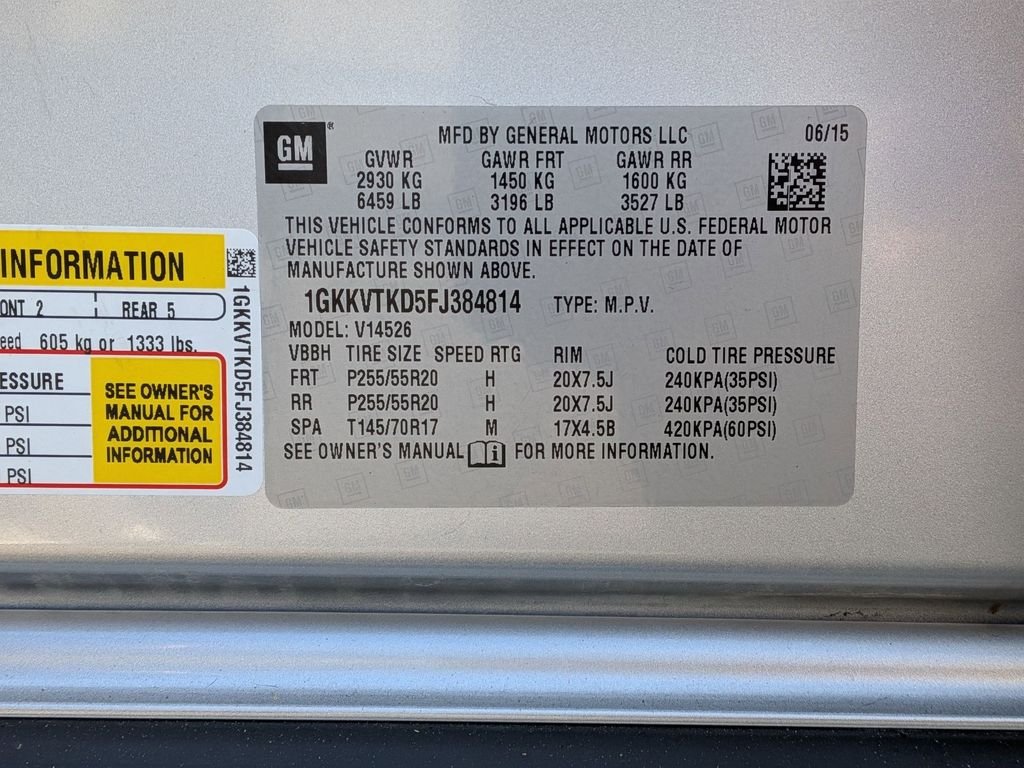 GM
MFD BY GENERAL MOTORS LLC 06/15
GVWR GAWR FRT GAWR RR
2930 KG 1450 KG 1600 KG
6459 LB 3196 LB 3527 LB
THIS VEHICLE CONFORMS TO ALL APPLICABLE U.S. FEDERAL MOTOR
VEHICLE SAFETY STANDARDS IN EFFECT ON THE DATE OF
MANUFACTURE SHOWN ABOVE.
1GKKVTKD5FJ384814 TYPE: M.P.V.
MODEL: V14526
VBBH TIRE SIZE SPEED RTG RIM COLD TIRE PRESSURE
FRT P255/55R20 H 20X7.5J 240KPA(35PSI)
RR P255/55R20 H 20X7.5J 240KPA(35PSI)
SPA T145/70R17 M 17X4.5B 420KPA(60PSI)
SEE OWNER'S MANUAL i FOR MORE INFORMATION.
INFORMATION
ONT 2 REAR 5
eed 605 kg or 1333 lbs.
ESSURE
PSI
PSI
PSI
SEE OWNER'S
MANUAL FOR
ADDITIONAL
INFORMATION
1GKKVTKD5FJ384814